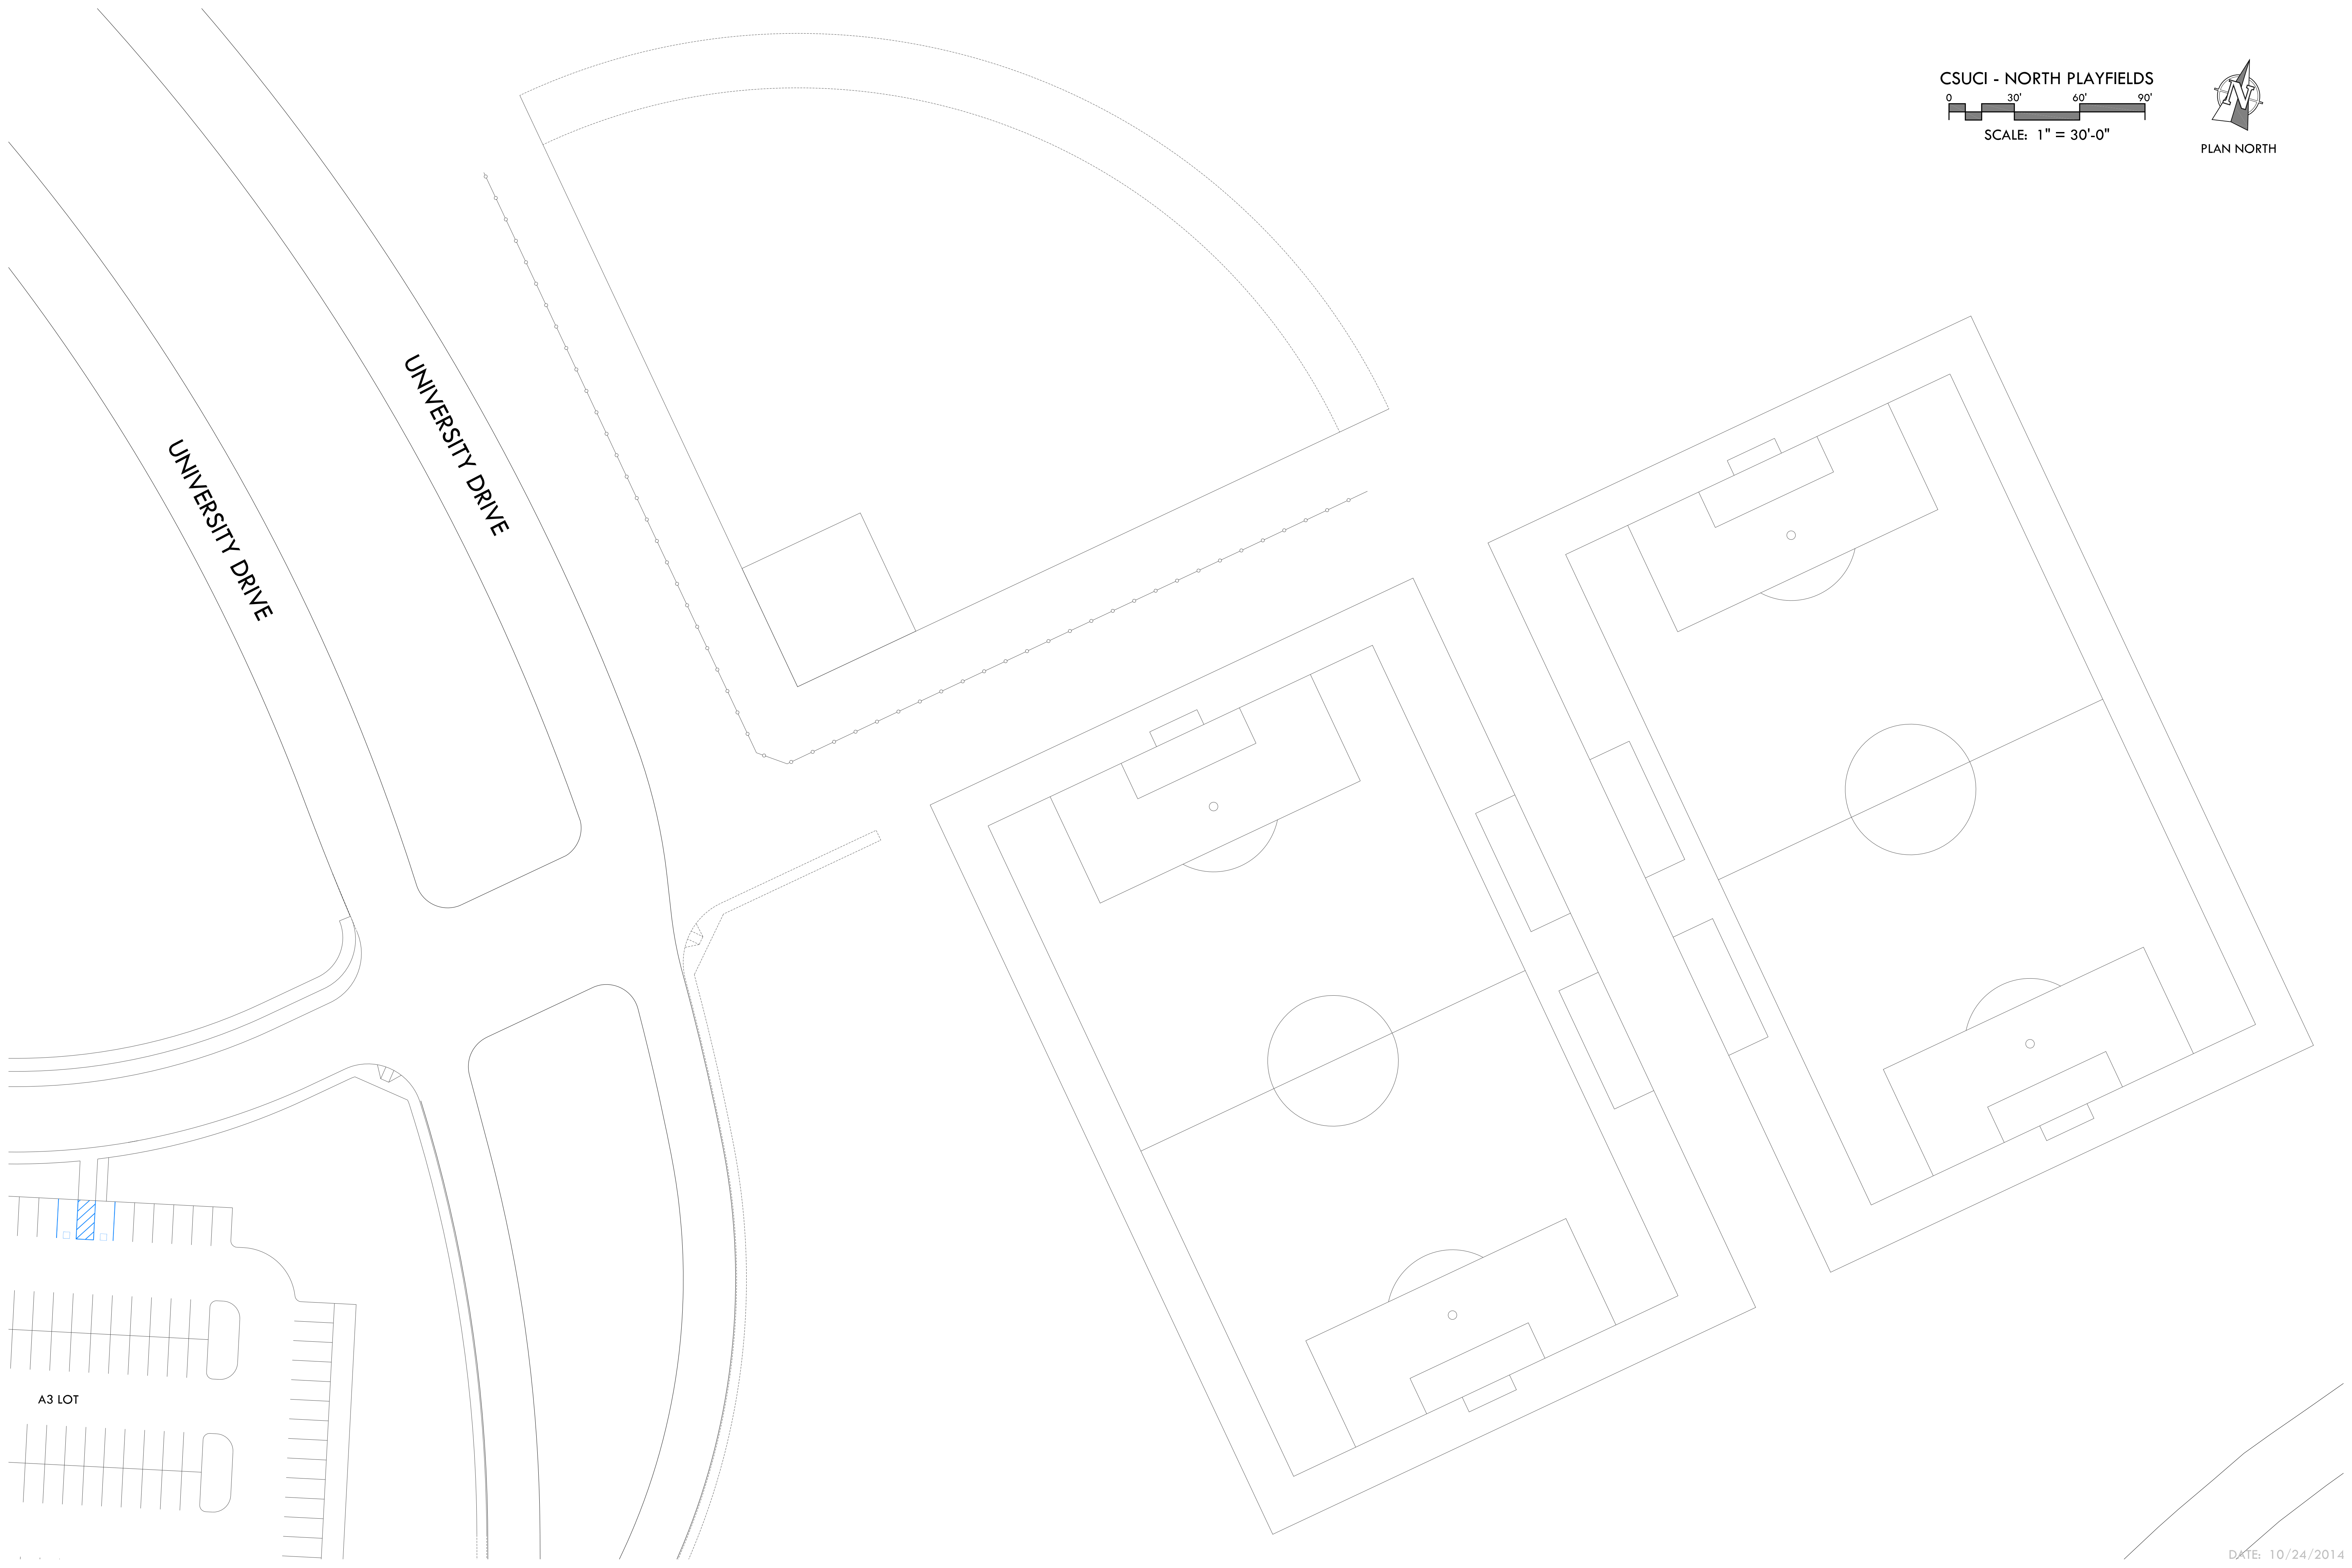 CSUCI - NORTH PLAYFIELDS
0 30' 60' 90'
SCALE: 1" = 30'-0"
N
PLAN NORTH
UNIVERSITY DRIVE
UNIVERSITY DRIVE
A3 LOT
DATE: 10/24/2014